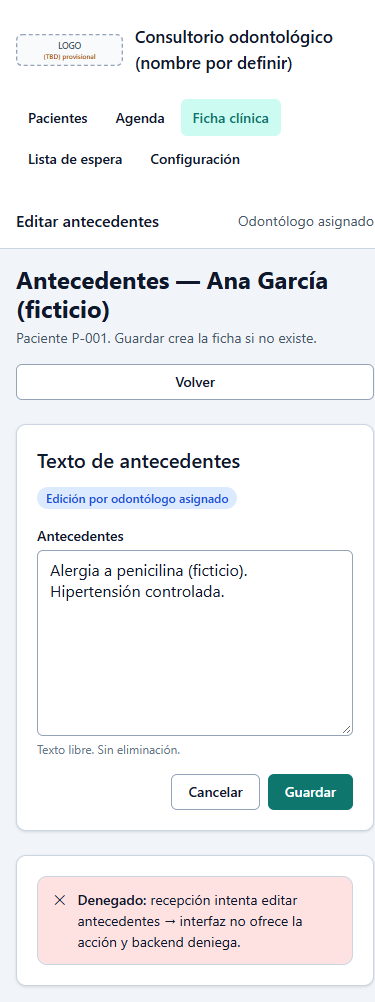 LOGO
(TBD) provisional
Consultorio odontológico
(nombre por definir)
Pacientes
Agenda
Ficha clínica
Lista de espera
Configuración
Editar antecedentes
Odontólogo asignado
Antecedentes — Ana García
(ficticio)
Paciente P-001. Guardar crea la ficha si no existe.
Volver
Texto de antecedentes
Edición por odontólogo asignado
Antecedentes
Alergia a penicilina (ficticio).
Hipertensión controlada.
Texto libre. Sin eliminación.
Cancelar
Guardar
Denegado: recepción intenta editar
antecedentes → interfaz no ofrece la
acción y backend deniega.